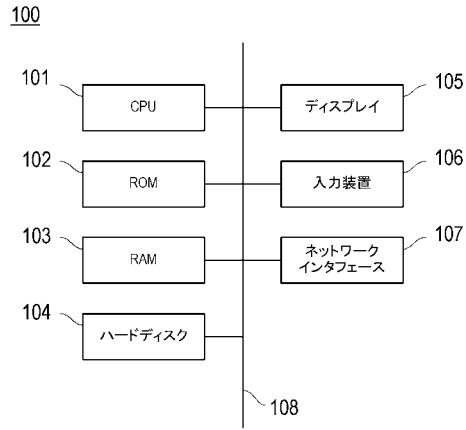 100
101
CPU
102
ROM
103
RAM
104
ハードディスク
105
ディスプレイ
106
入力装置
107
ネットワーク
インタフェース
108